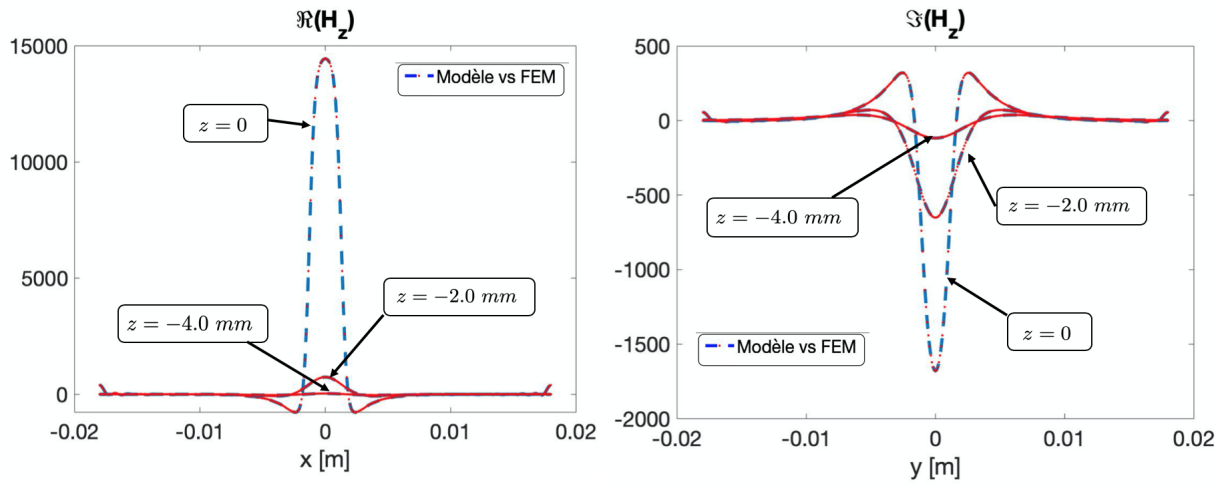 ℜ(H_z)
15000
10000
5000
0
-0.02
-0.01
0
0.01
0.02
x [m]
Modèle vs FEM
z = 0
z = −2.0 mm
z = −4.0 mm
ℑ(H_z)
500
0
-500
-1000
-1500
-2000
-0.02
-0.01
0
0.01
0.02
y [m]
z = −4.0 mm
z = −2.0 mm
z = 0
Modèle vs FEM